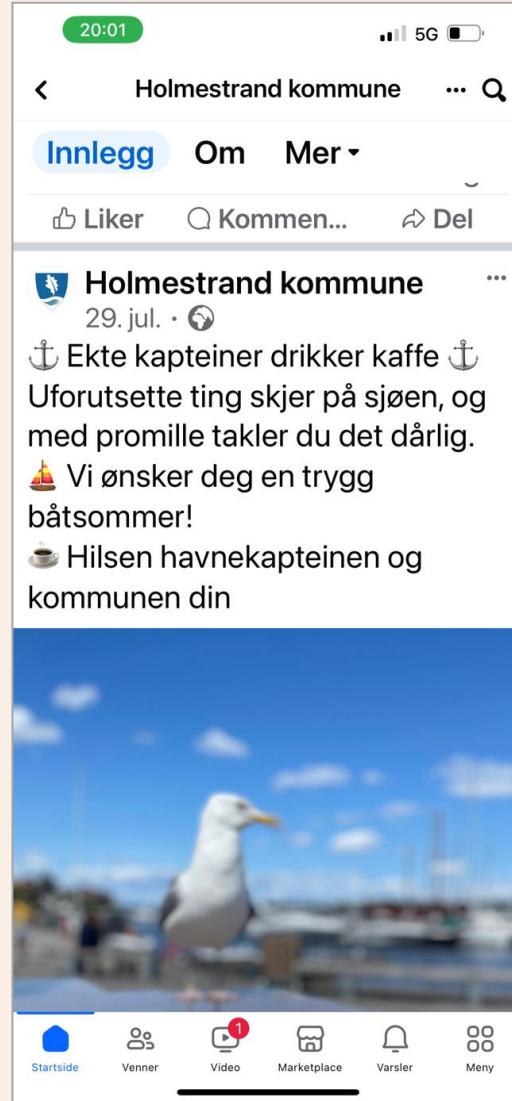 20:01
5G
Holmestrand kommune
Innlegg Om Mer
Liker Kommen... Del
Holmestrand kommune
29. jul. ·
⚓ Ekte kapteiner drikker kaffe ⚓
Uforutsette ting skjer på sjøen, og
med promille takler du det dårlig.
⛵ Vi ønsker deg en trygg
båtsommer!
☕ Hilsen havnekapteinen og
kommunen din
1
Startside Venner Video Marketplace Varsler Meny